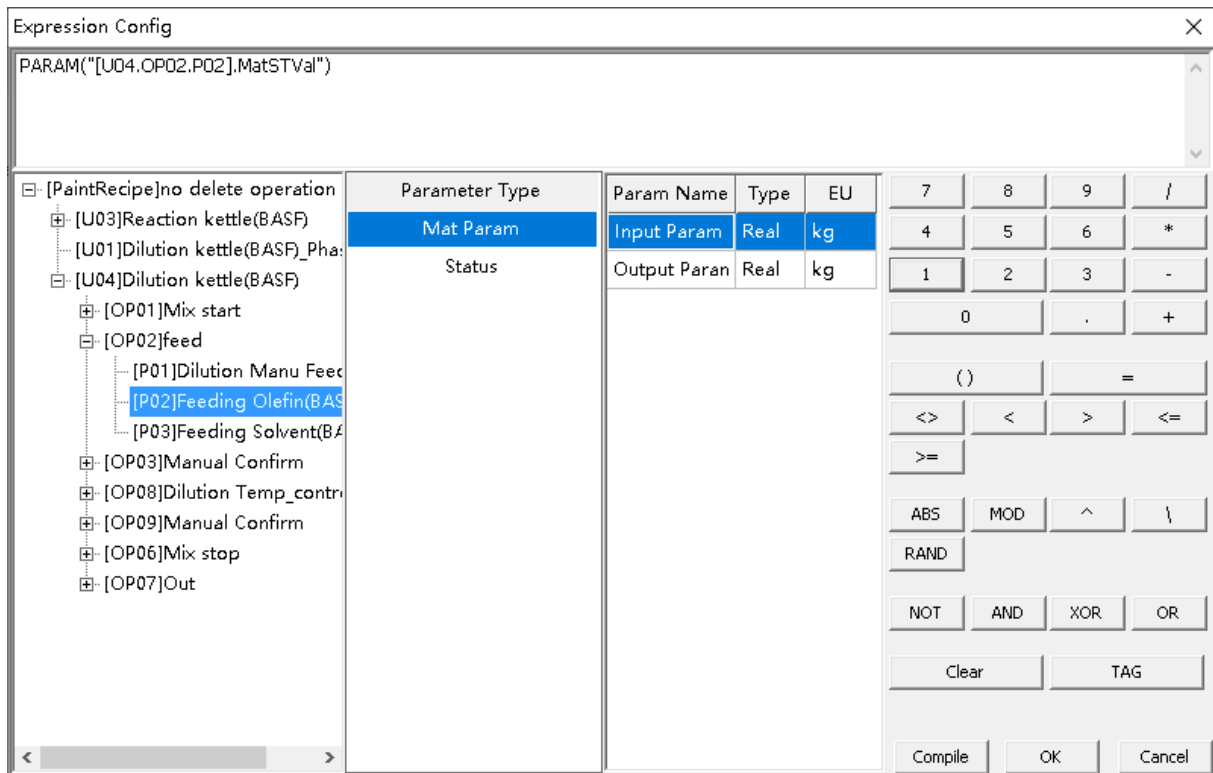 Expression Config
PARAM("[U04.OP02.P02].MatSTVal")
[PaintRecipe]no delete operation
[U03]Reaction kettle(BASF)
[U01]Dilution kettle(BASF)_Pha
[U04]Dilution kettle(BASF)
[OP01]Mix start
[OP02]feed
[P01]Dilution Manu Feed
[P02]Feeding Olefin(BAS
[P03]Feeding Solvent(BA
[OP03]Manual Confirm
[OP08]Dilution Temp_contr
[OP09]Manual Confirm
[OP06]Mix stop
[OP07]Out
Parameter Type
Mat Param
Status
Param Name Type EU
Input Param Real kg
Output Param Real kg
7 8 9 /
4 5 6 *
1 2 3 -
0 . +
() =
<> < > <=
>=
ABS MOD ^ \
RAND
NOT AND XOR OR
Clear TAG
Compile OK Cancel